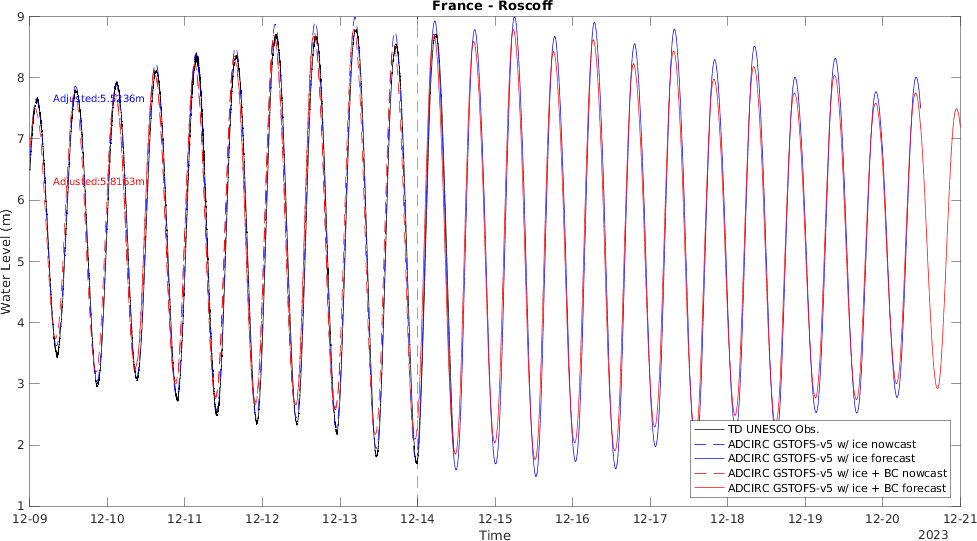 France - Roscoff
Water Level (m)
9
8
7
6
5
4
3
2
1
Adjusted:5.5236m
Adjusted:5.8163m
TD UNESCO Obs.
ADCIRC GSTOFS-v5 w/ ice nowcast
ADCIRC GSTOFS-v5 w/ ice forecast
ADCIRC GSTOFS-v5 w/ ice + BC nowcast
ADCIRC GSTOFS-v5 w/ ice + BC forecast
12-09 12-10 12-11 12-12 12-13 12-14 12-15 12-16 12-17 12-18 12-19 12-20 12-21
Time
2023